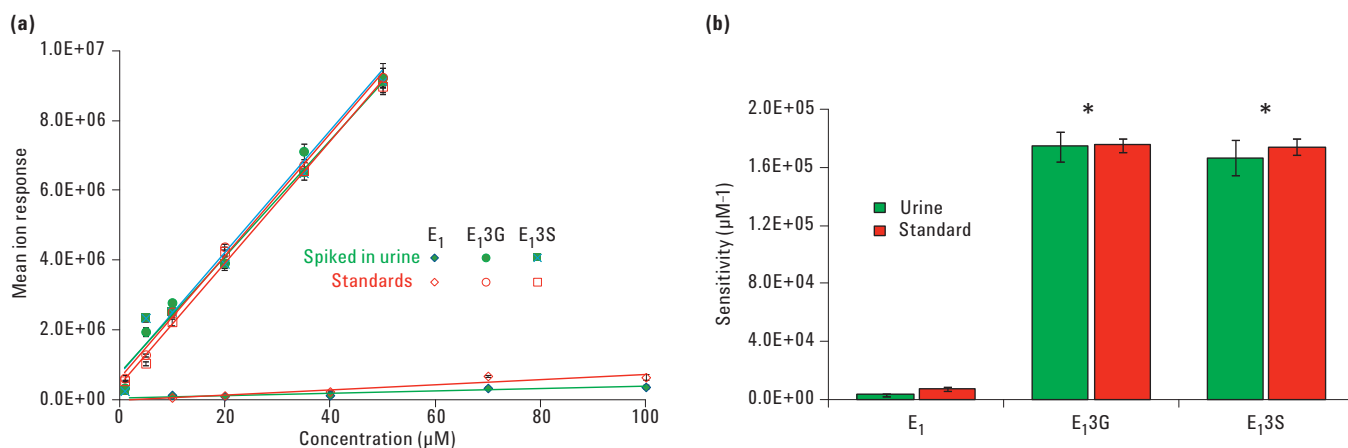 (a)
Mean ion response
1.0E+07
8.0E+06
6.0E+06
4.0E+06
2.0E+06
0.0E+00
0 20 40 60 80 100
Concentration (µM)
E₁ E₁3G E₁3S
Spiked in urine
Standards
(b)
Sensitivity (µM–1)
2.0E+05
1.6E+05
1.2E+05
8.0E+04
4.0E+04
0.0E+00
Urine
Standard
* *
E₁ E₁3G E₁3S